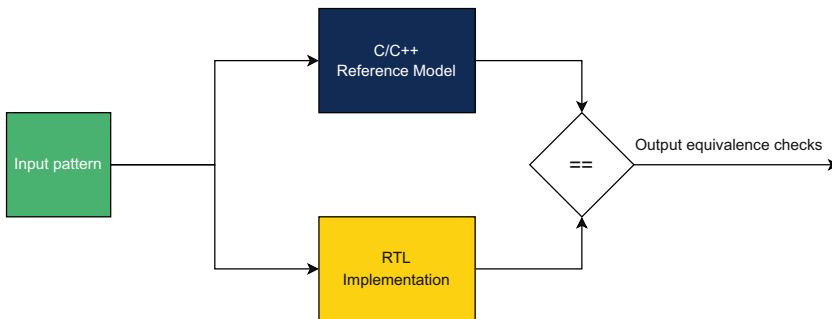 C/C++
Reference Model
Input pattern
==
Output equivalence checks
RTL
Implementation